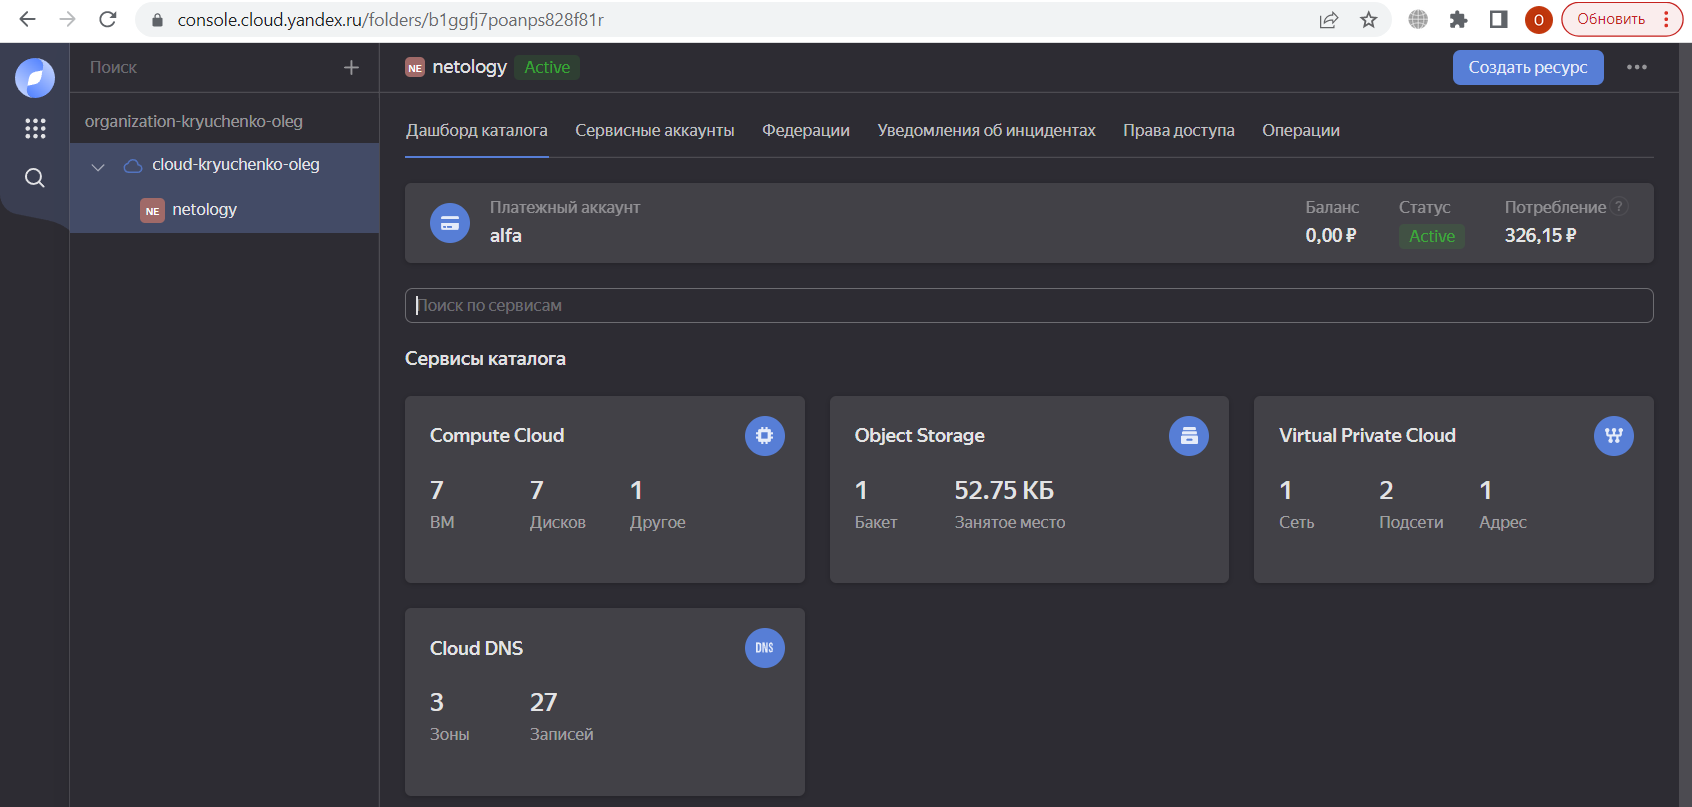 console.cloud.yandex.ru/folders/b1ggfj7poanps828f81r
O
Обновить
Поиск
NE netology Active
Создать ресурс
organization-kryuchenko-oleg
cloud-kryuchenko-oleg
NE netology
Дашборд каталога Сервисные аккаунты Федерации Уведомления об инцидентах Права доступа Операции
Платежный аккаунт
alfa
Баланс
0,00 ₽
Статус
Active
Потребление ?
326,15 ₽
Поиск по сервисам
Сервисы каталога
Compute Cloud
7 7 1
ВМ Дисков Другое
Object Storage
1 52.75 КБ
Бакет Занятое место
Virtual Private Cloud
1 2 1
Сеть Подсети Адрес
Cloud DNS
DNS
3 27
Зоны Записей